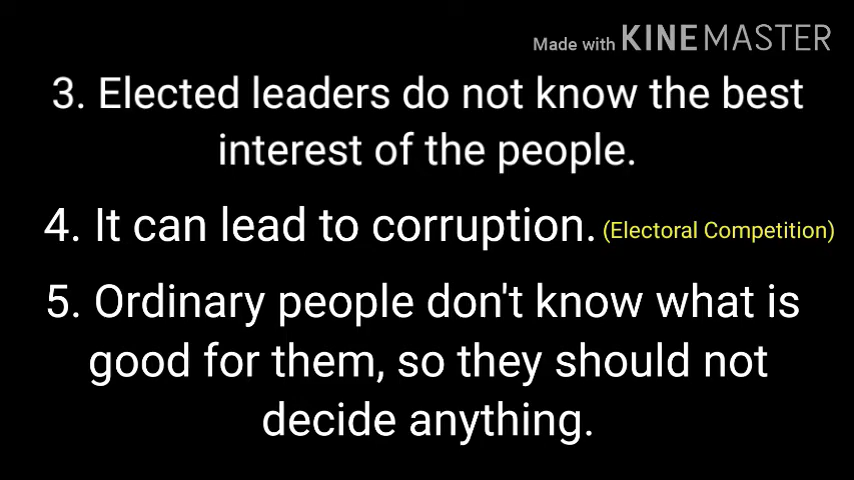 Made with KINEMASTER
3. Elected leaders do not know the best
interest of the people.
4. It can lead to corruption. (Electoral Competition)
5. Ordinary people don't know what is
good for them, so they should not
decide anything.